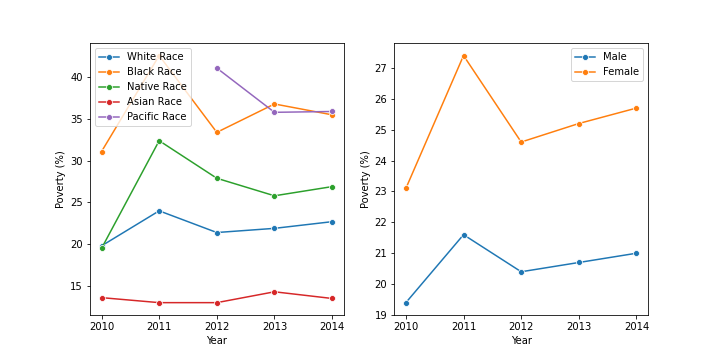 White Race
Black Race
Native Race
Asian Race
Pacific Race
40
35
30
25
20
15
Poverty (%)
2010 2011 2012 2013 2014
Year
Male
Female
27
26
25
24
23
22
21
20
19
Poverty (%)
2010 2011 2012 2013 2014
Year